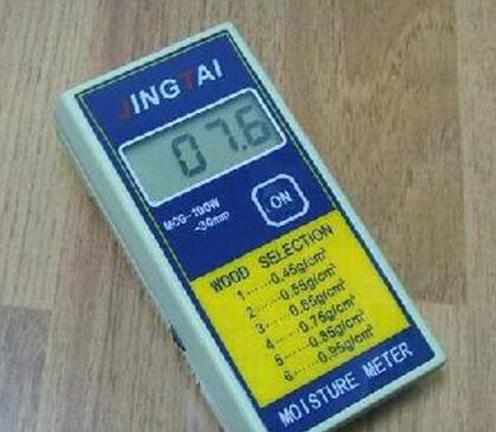 JINGTAI
07.6
MCG-100W
-30mm
ON
WOOD SELECTION
1......0.45g/cm³
2......0.55g/cm³
3......0.65g/cm³
4......0.75g/cm³
5......0.85g/cm³
6......0.95g/cm³
MOISTURE METER